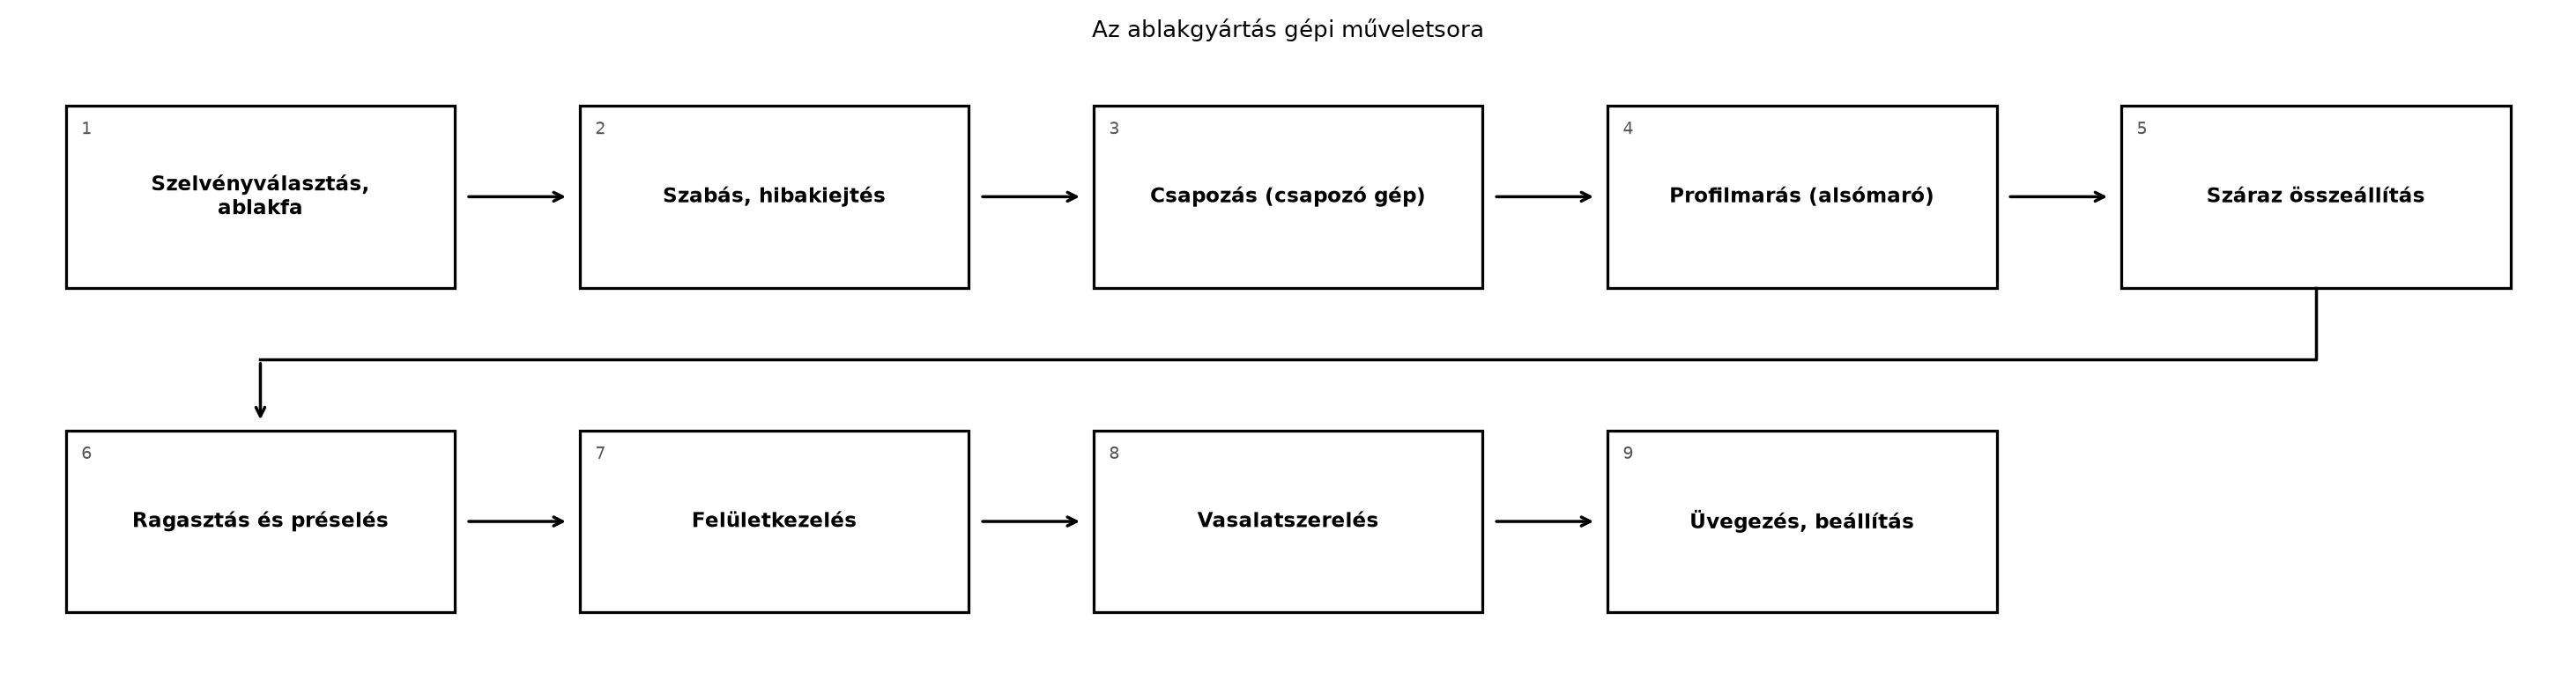 Az ablakgyártás gépi műveletsora
1
Szelvényválasztás,
ablakfa
2
Szabás, hibakiejtés
3
Csapozás (csapozó gép)
4
Profilmarás (alsómaró)
5
Száraz összeállítás
6
Ragasztás és préselés
7
Felületkezelés
8
Vasalatszerelés
9
Üvegezés, beállítás